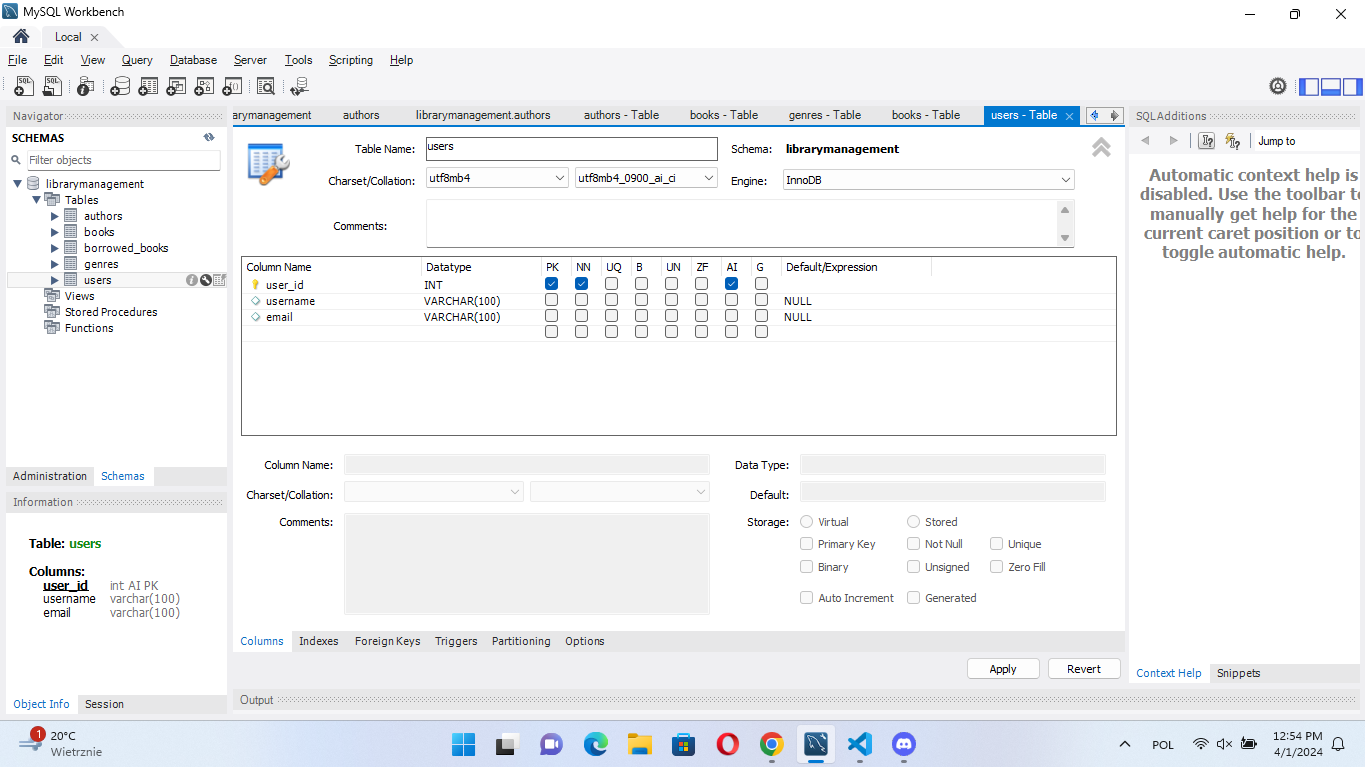 MySQL Workbench
Local
File Edit View Query Database Server Tools Scripting Help
Navigator
SCHEMAS
Filter objects
librarymanagement
Tables
authors
books
borrowed_books
genres
users
Views
Stored Procedures
Functions
Administration Schemas
Information
Table: users
Columns:
user_id int AI PK
username varchar(100)
email varchar(100)
Object Info Session
arymanagement authors librarymanagement.authors authors - Table books - Table genres - Table books - Table users - Table
Table Name: users Schema: librarymanagement
Charset/Collation: utf8mb4 utf8mb4_0900_ai_ci Engine: InnoDB
Comments:
Column Name Datatype PK NN UQ B UN ZF AI G Default/Expression
user_id INT
username VARCHAR(100) NULL
email VARCHAR(100) NULL
Column Name: Data Type:
Charset/Collation: Default:
Comments: Storage: Virtual Stored
Primary Key Not Null Unique
Binary Unsigned Zero Fill
Auto Increment Generated
Columns Indexes Foreign Keys Triggers Partitioning Options
Apply Revert
Output
SQLAdditions
Jump to
Automatic context help is
disabled. Use the toolbar to
manually get help for the
current caret position or to
toggle automatic help.
Context Help Snippets
1
20°C
Wietrznie
POL
12:54 PM
4/1/2024